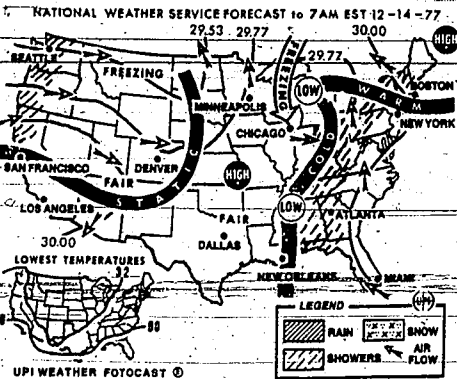 NATIONAL WEATHER SERVICE FORECAST to 7AM EST 12-14-77
29.53 29.77
30.00
HIGH
SEATTLE
FREEZING
FREEZING
29.77
LOW
BOSTON
WARM
MINNEAPOLIS
NEW YORK
CHICAGO
COLD
SAN FRANCISCO
DENVER
HIGH
FAIR
STATIC
LOW
LOS ANGELES
FAIR
ATLANTA
30.00
DALLAS
LOWEST TEMPERATURES
32
NEW ORLEANS
MIAMI
LEGEND
UPI
RAIN
SNOW
SHOWERS
AIR FLOW
UPI WEATHER FOTOCAST ®